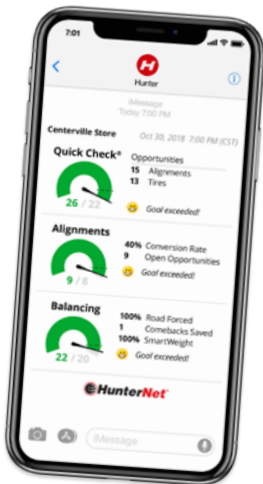 7:01
H
Hunter
iMessage
Today 7:00 PM
Centerville Store Oct 30, 2018 7:00 PM (CST)
Quick Check®
Opportunities
15 Alignments
13 Tires
26 / 22
Goal exceeded!
Alignments
40% Conversion Rate
9 Open Opportunities
9 / 8
Goal exceeded!
Balancing
100% Road Forced
1 Comebacks Saved
100% SmartWeight
22 / 20
Goal exceeded!
HunterNet
iMessage